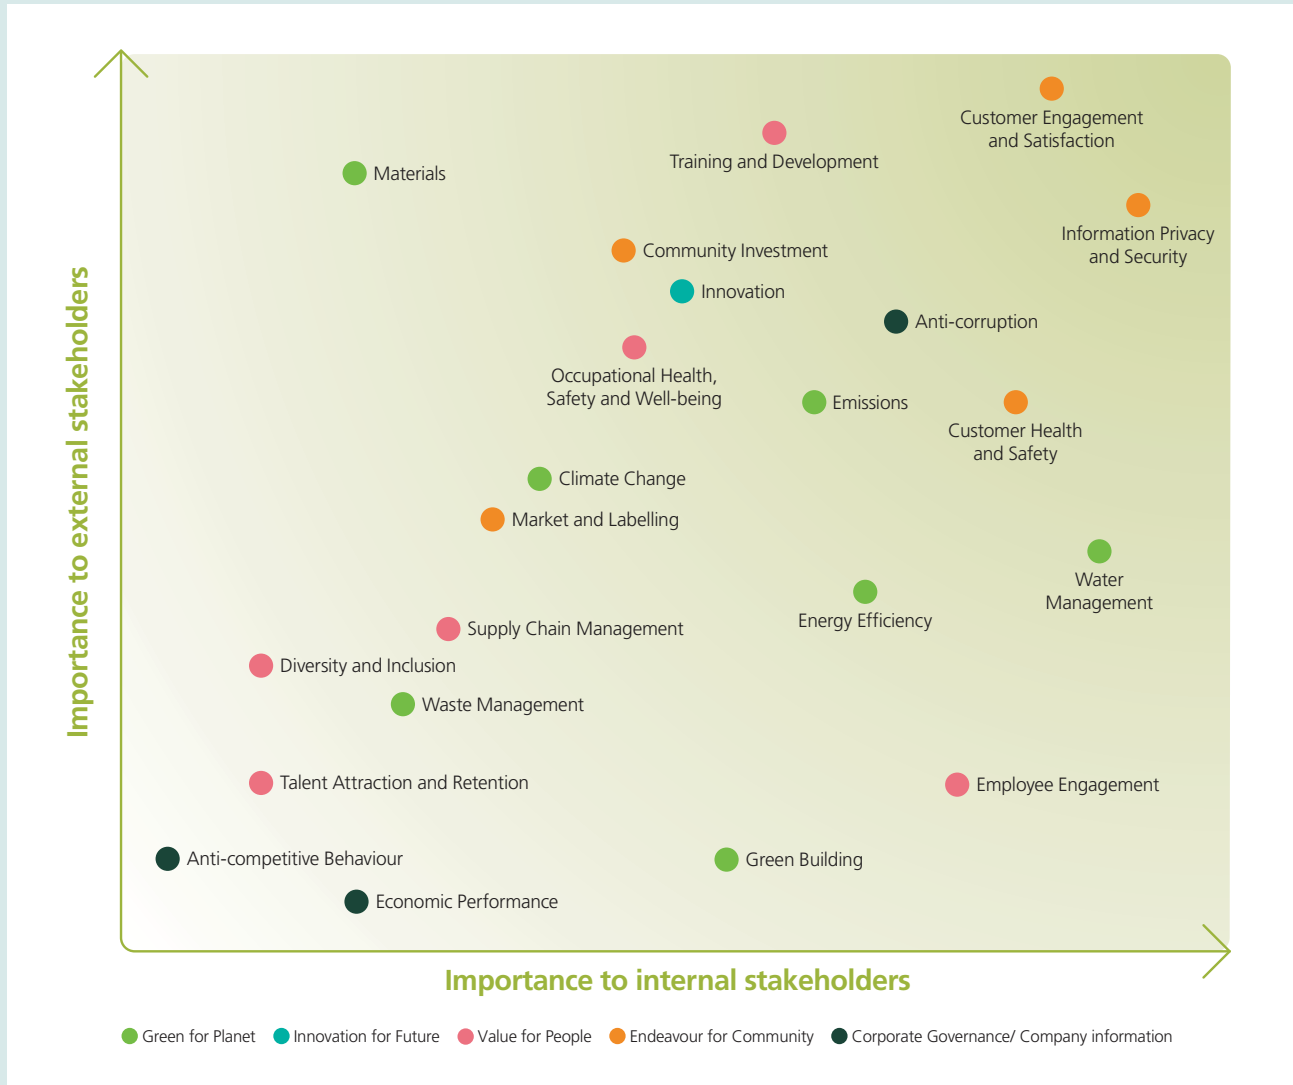 Customer Engagement
and Satisfaction
Training and Development
Materials
Information Privacy
and Security
Community Investment
Innovation
Anti-corruption
Occupational Health,
Safety and Well-being
Emissions
Customer Health
and Safety
Climate Change
Market and Labelling
Water
Management
Energy Efficiency
Supply Chain Management
Diversity and Inclusion
Waste Management
Talent Attraction and Retention
Employee Engagement
Anti-competitive Behaviour
Green Building
Economic Performance
Importance to external stakeholders
Importance to internal stakeholders
Green for Planet
Innovation for Future
Value for People
Endeavour for Community
Corporate Governance/ Company information